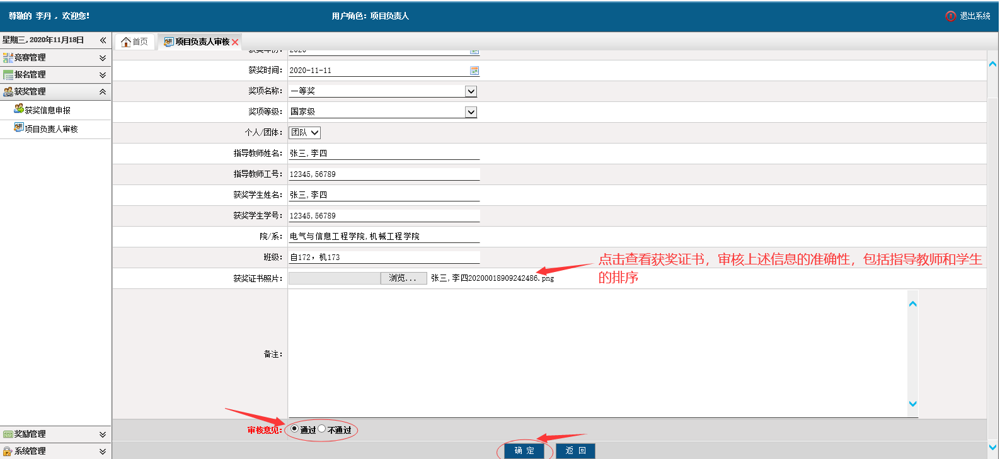 尊敬的 李丹 ，欢迎您!
用户角色: 项目负责人
退出系统
星期三,2020年11月18日
首页
项目负责人审核
竞赛管理
报名管理
获奖管理
获奖信息申报
项目负责人审核
奖励管理
系统管理
获奖年份: 2020
获奖时间: 2020-11-11
奖项名称: 一等奖
奖项等级: 国家级
个人/团体: 团队
指导教师姓名: 张三,李四
指导教师工号: 12345,56789
获奖学生姓名: 张三,李四
获奖学生学号: 12345,56789
院/系: 电气与信息工程学院,机械工程学院
班级: 自172，机173
获奖证书照片: 浏览... 张三,李四20200018909242486.png
点击查看获奖证书，审核上述信息的准确性，包括指导教师和学生
的排序
备注:
审核意见: 通过 不通过
确 定 返 回